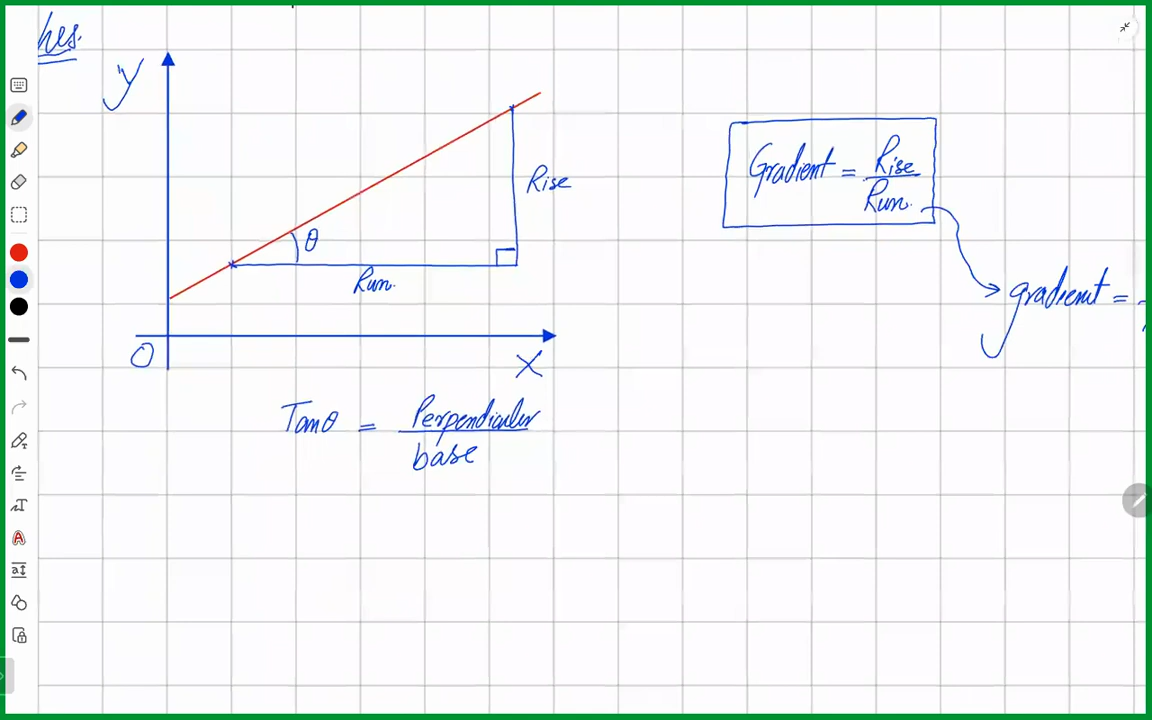 hes.
y
Rise
θ
Run.
O
X
Gradient = Rise
Run.
gradient =
Tanθ = Perpendicular
base